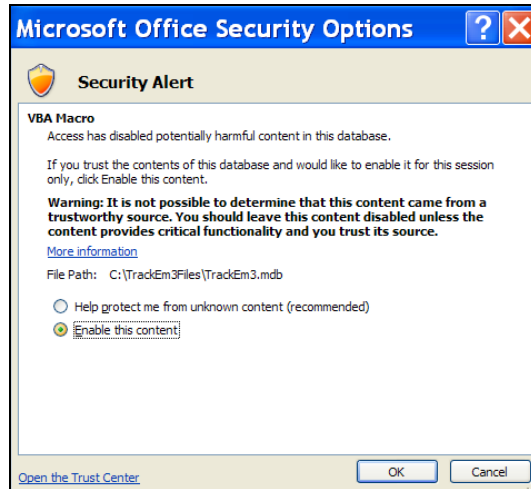 Microsoft Office Security Options
Security Alert
VBA Macro
Access has disabled potentially harmful content in this database.
If you trust the contents of this database and would like to enable it for this session
only, click Enable this content.
Warning: It is not possible to determine that this content came from a
trustworthy source. You should leave this content disabled unless the
content provides critical functionality and you trust its source.
More information
File Path: C:\TrackEm3Files\TrackEm3.mdb
Help protect me from unknown content (recommended)
Enable this content
Open the Trust Center
OK
Cancel